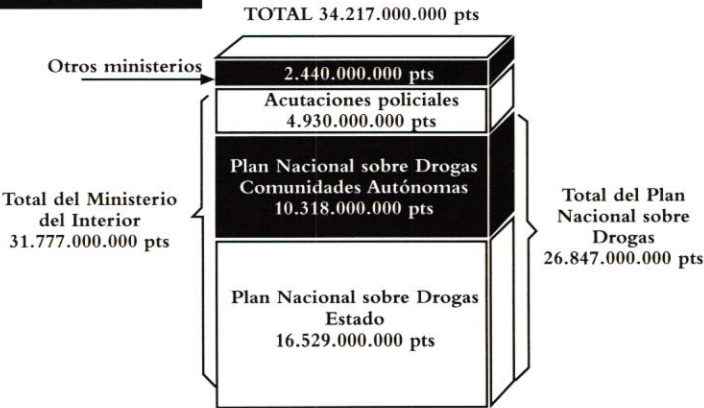 TOTAL 34.217.000.000 pts
Otros ministerios
2.440.000.000 pts
Acutaciones policiales
4.930.000.000 pts
Plan Nacional sobre Drogas
Comunidades Autónomas
10.318.000.000 pts
Total del Ministerio
del Interior
31.777.000.000 pts
Total del Plan
Nacional sobre
Drogas
26.847.000.000 pts
Plan Nacional sobre Drogas
Estado
16.529.000.000 pts